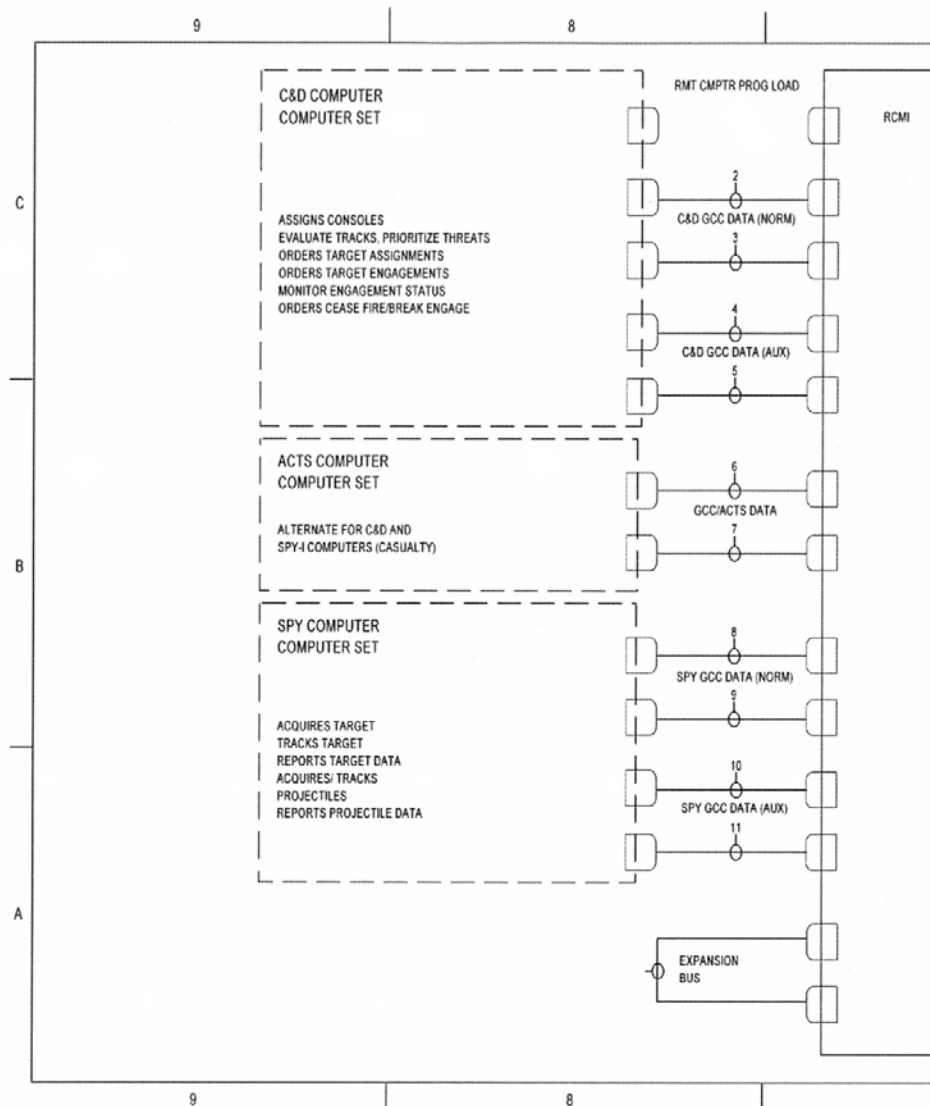 9
8
C&D COMPUTER
COMPUTER SET
RMT CMPTR PROG LOAD
RCMI
C
2
C&D GCC DATA (NORM)
ASSIGNS CONSOLES
EVALUATE TRACKS, PRIORITIZE THREATS
ORDERS TARGET ASSIGNMENTS
ORDERS TARGET ENGAGEMENTS
MONITOR ENGAGEMENT STATUS
ORDERS CEASE FIRE/BREAK ENGAGE
3
4
C&D GCC DATA (AUX)
5
ACTS COMPUTER
COMPUTER SET
ALTERNATE FOR C&D AND
SPY-I COMPUTERS (CASUALTY)
6
GCC/ACTS DATA
7
B
SPY COMPUTER
COMPUTER SET
8
SPY GCC DATA (NORM)
9
ACQUIRES TARGET
TRACKS TARGET
REPORTS TARGET DATA
ACQUIRES/ TRACKS
PROJECTILES
REPORTS PROJECTILE DATA
10
SPY GCC DATA (AUX)
11
A
EXPANSION
BUS
9
8